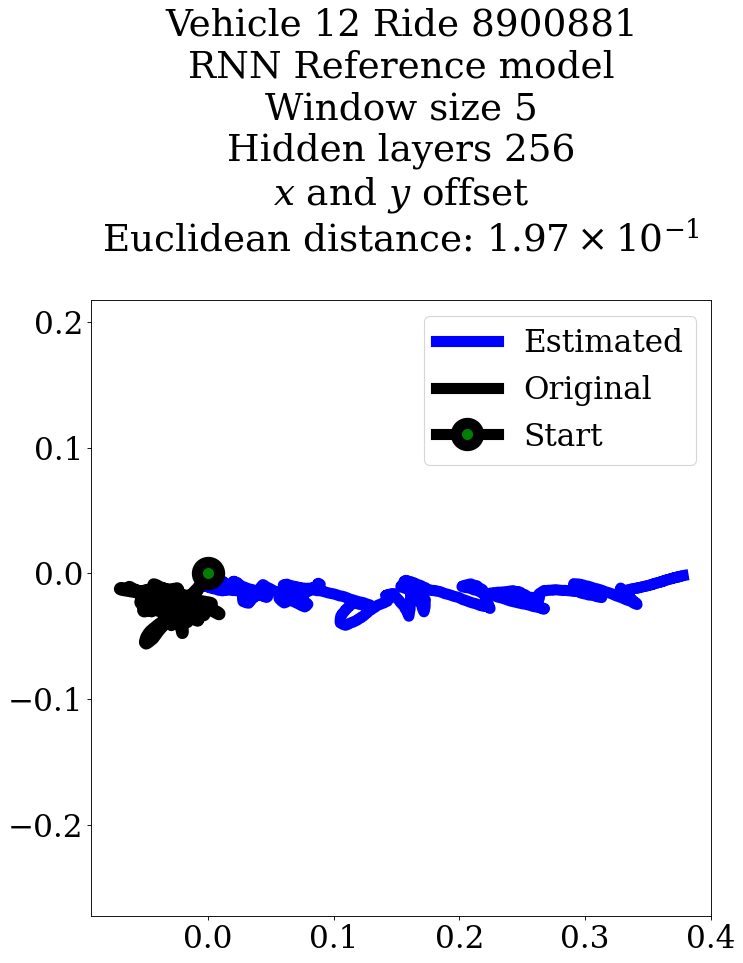 Vehicle 12 Ride 8900881
RNN Reference model
Window size 5
Hidden layers 256
x and y offset
Euclidean distance: 1.97 × 10⁻¹
Estimated
Original
Start
0.2
0.1
0.0
−0.1
−0.2
0.0 0.1 0.2 0.3 0.4